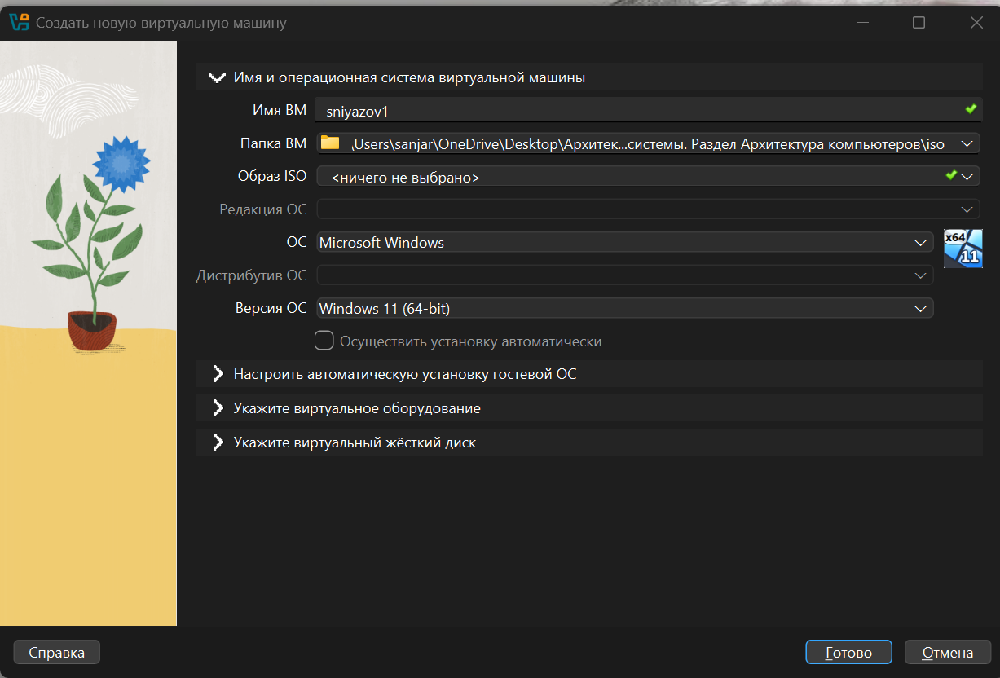 Создать новую виртуальную машину
Имя и операционная система виртуальной машины
Имя ВМ sniyazov1
Папка ВМ \Users\sanjar\OneDrive\Desktop\Архитек...системы. Раздел Архитектура компьютеров\iso
Образ ISO <ничего не выбрано>
Редакция ОС
ОС Microsoft Windows
x64
11
Дистрибутив ОС
Версия ОС Windows 11 (64-bit)
Осуществить установку автоматически
Настроить автоматическую установку гостевой ОС
Укажите виртуальное оборудование
Укажите виртуальный жёсткий диск
Справка Готово Отмена